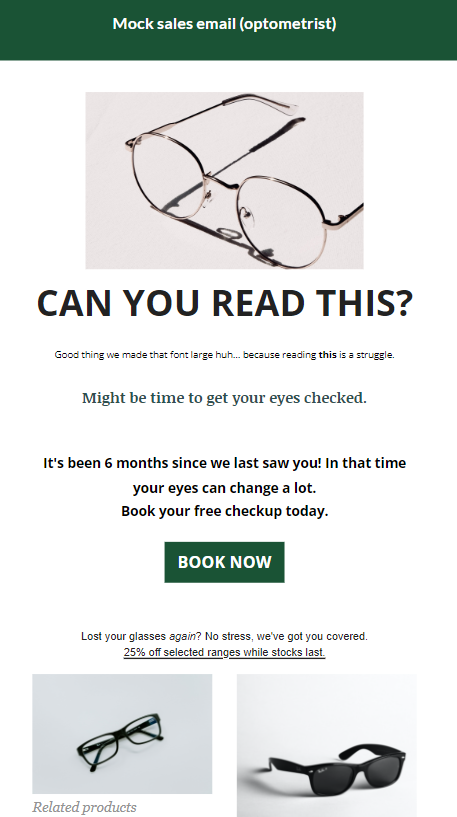 Mock sales email (optometrist)
CAN YOU READ THIS?
Good thing we made that font large huh... because reading this is a struggle.
Might be time to get your eyes checked.
It's been 6 months since we last saw you! In that time
your eyes can change a lot.
Book your free checkup today.
BOOK NOW
Lost your glasses again? No stress, we've got you covered.
25% off selected ranges while stocks last.
Related products